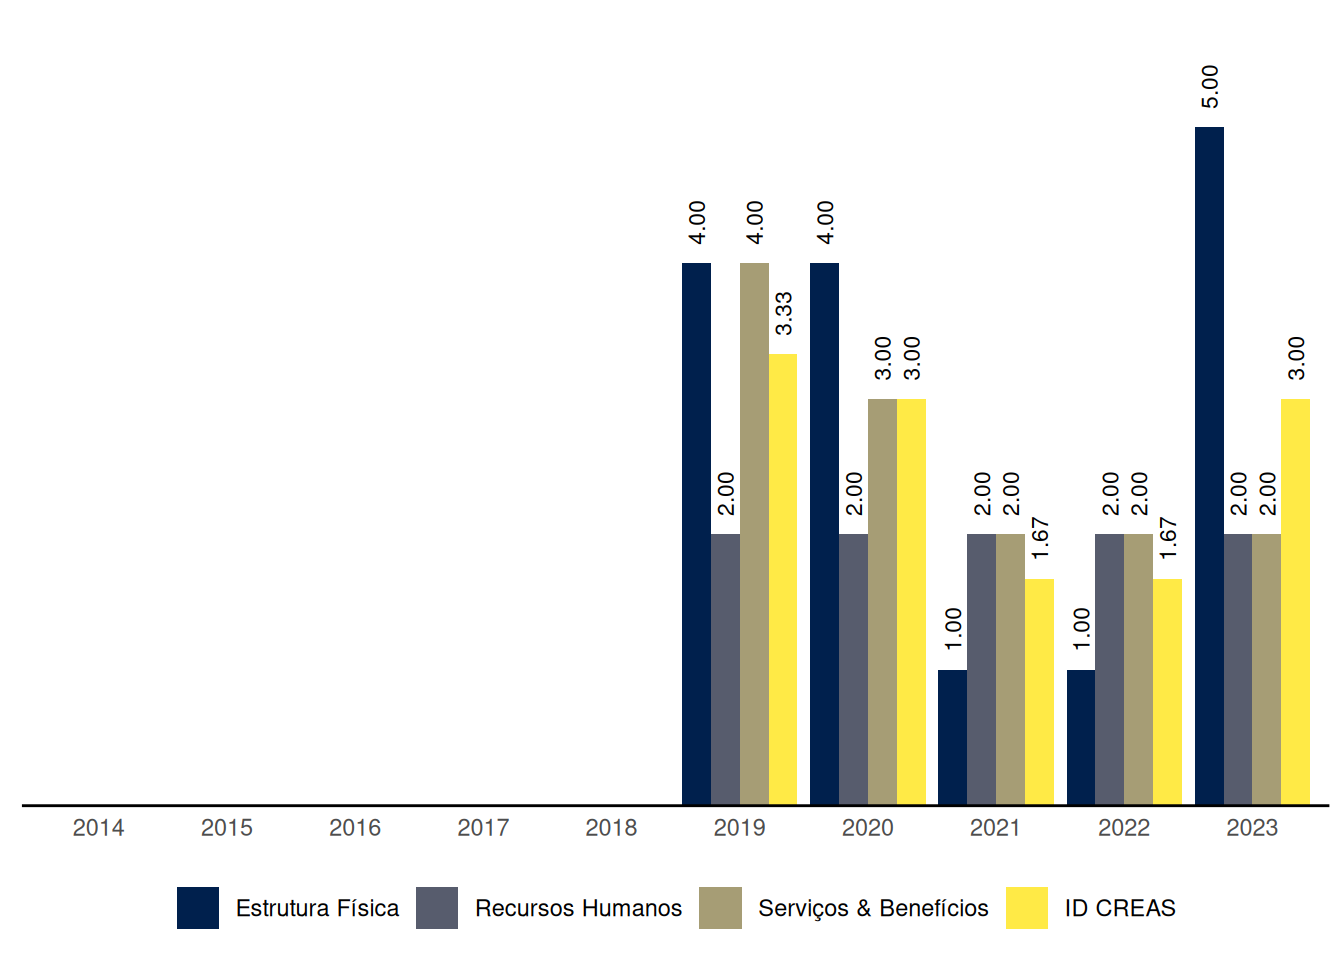 5.00
4.00 4.00 4.00
3.33
3.00 3.00 3.00
2.00 2.00 2.00 2.00 2.00 2.00 2.00 2.00
1.67 1.67
1.00 1.00
2014 2015 2016 2017 2018 2019 2020 2021 2022 2023
Estrutura Física Recursos Humanos Serviços & Benefícios ID CREAS